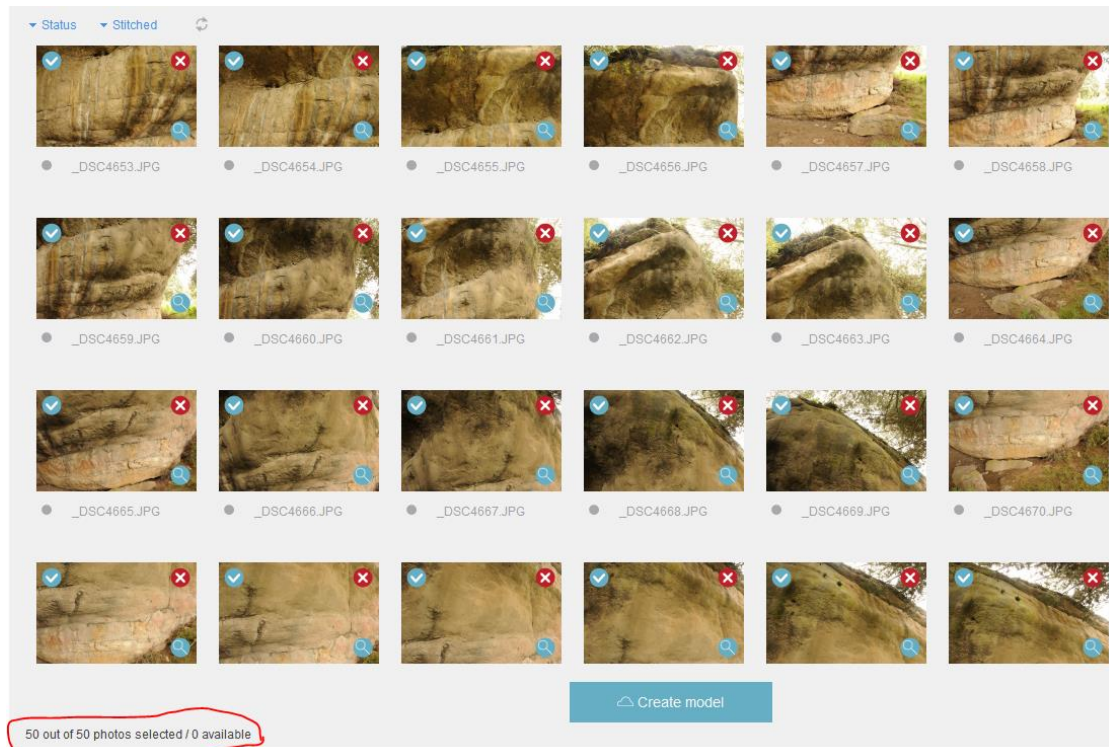 Status Stitched
_DSC4653.JPG _DSC4654.JPG _DSC4655.JPG _DSC4656.JPG _DSC4657.JPG _DSC4658.JPG
_DSC4659.JPG _DSC4660.JPG _DSC4661.JPG _DSC4662.JPG _DSC4663.JPG _DSC4664.JPG
_DSC4665.JPG _DSC4666.JPG _DSC4667.JPG _DSC4668.JPG _DSC4669.JPG _DSC4670.JPG
Create model
50 out of 50 photos selected / 0 available